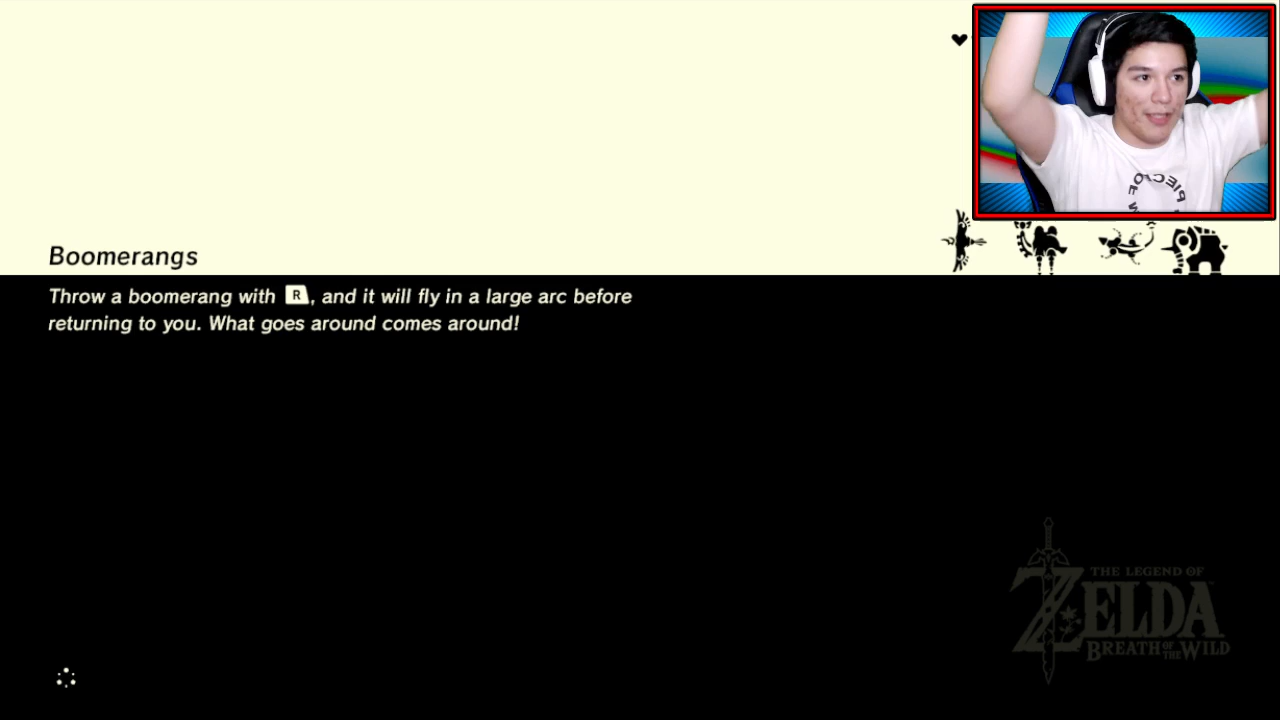 Boomerangs
Throw a boomerang with R, and it will fly in a large arc before
returning to you. What goes around comes around!
THE LEGEND OF
ZELDA
BREATH OF THE WILD